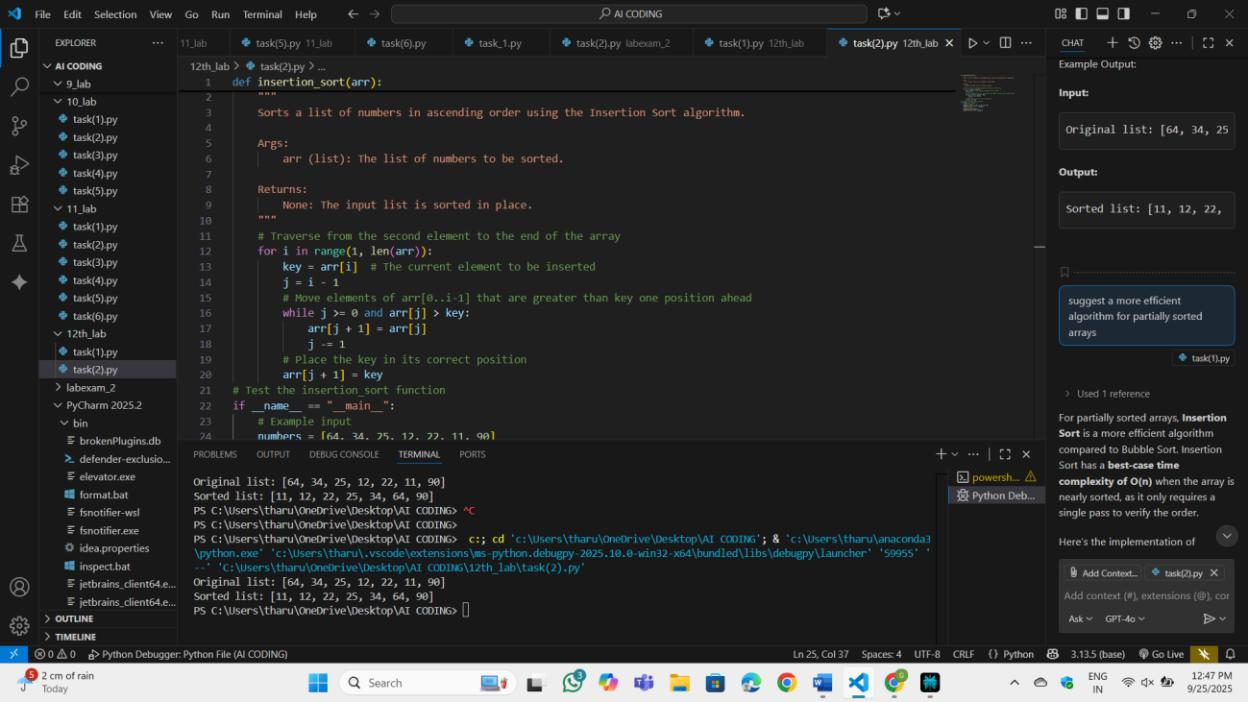 File Edit Selection View Go Run Terminal Help
AI CODING
EXPLORER
AI CODING
9_lab
10_lab
task(1).py
task(2).py
task(3).py
task(4).py
task(5).py
11_lab
task(1).py
task(2).py
task(3).py
task(4).py
task(5).py
task(6).py
12th_lab
task(1).py
task(2).py
labexam_2
PyCharm 2025.2
bin
brokenPlugins.db
defender-exclusio...
elevator.exe
format.bat
fsnotifier-wsl
fsnotifier.exe
idea.properties
inspect.bat
jetbrains_client64.e...
jetbrains_client64.e...
OUTLINE
TIMELINE
11_lab task(5).py 11_lab task(6).py task_1.py task(2).py labexam_2 task(1).py 12th_lab task(2).py 12th_lab
12th_lab > task(2).py > ...
1 def insertion_sort(arr):
2 """
3 Sorts a list of numbers in ascending order using the Insertion Sort algorithm.
4
5 Args:
6 arr (list): The list of numbers to be sorted.
7
8 Returns:
9 None: The input list is sorted in place.
10 """
11 # Traverse from the second element to the end of the array
12 for i in range(1, len(arr)):
13 key = arr[i] # The current element to be inserted
14 j = i - 1
15 # Move elements of arr[0..i-1] that are greater than key one position ahead
16 while j >= 0 and arr[j] > key:
17 arr[j + 1] = arr[j]
18 j -= 1
19 # Place the key in its correct position
20 arr[j + 1] = key
21 # Test the insertion_sort function
22 if __name__ == "__main__":
23 # Example input
24 numbers = [64, 34, 25, 12, 22, 11, 90]
PROBLEMS OUTPUT DEBUG CONSOLE TERMINAL PORTS
Original list: [64, 34, 25, 12, 22, 11, 90]
Sorted list: [11, 12, 22, 25, 34, 64, 90]
PS C:\Users\tharu\OneDrive\Desktop\AI CODING> ^C
PS C:\Users\tharu\OneDrive\Desktop\AI CODING>
PS C:\Users\tharu\OneDrive\Desktop\AI CODING> c:; cd 'c:\Users\tharu\OneDrive\Desktop\AI CODING'; & 'c:\Users\tharu\anaconda3
\python.exe' 'c:\Users\tharu\.vscode\extensions\ms-python.debugpy-2025.10.0-win32-x64\bundled\libs\debugpy\launcher' '59955' '
--' 'C:\Users\tharu\OneDrive\Desktop\AI CODING\12th_lab\task(2).py'
Original list: [64, 34, 25, 12, 22, 11, 90]
Sorted list: [11, 12, 22, 25, 34, 64, 90]
PS C:\Users\tharu\OneDrive\Desktop\AI CODING>
powersh...
Python Deb...
CHAT
Example Output:
Input:
Original list: [64, 34, 25
Output:
Sorted list: [11, 12, 22,
suggest a more efficient
algorithm for partially sorted
arrays
task(1).py
Used 1 reference
For partially sorted arrays, Insertion
Sort is a more efficient algorithm
compared to Bubble Sort. Insertion
Sort has a best-case time
complexity of O(n) when the array is
nearly sorted, as it only requires a
single pass to verify the order.
Here's the implementation of
Add Context... task(2).py
Add context (#), extensions (@), cor
Ask GPT-4o
0 0 Python Debugger: Python File (AI CODING)
Ln 25, Col 37 Spaces: 4 UTF-8 CRLF {} Python 3.13.5 (base) Go Live
5
2 cm of rain
Today
Search
3
ENG
IN
12:47 PM
9/25/2025